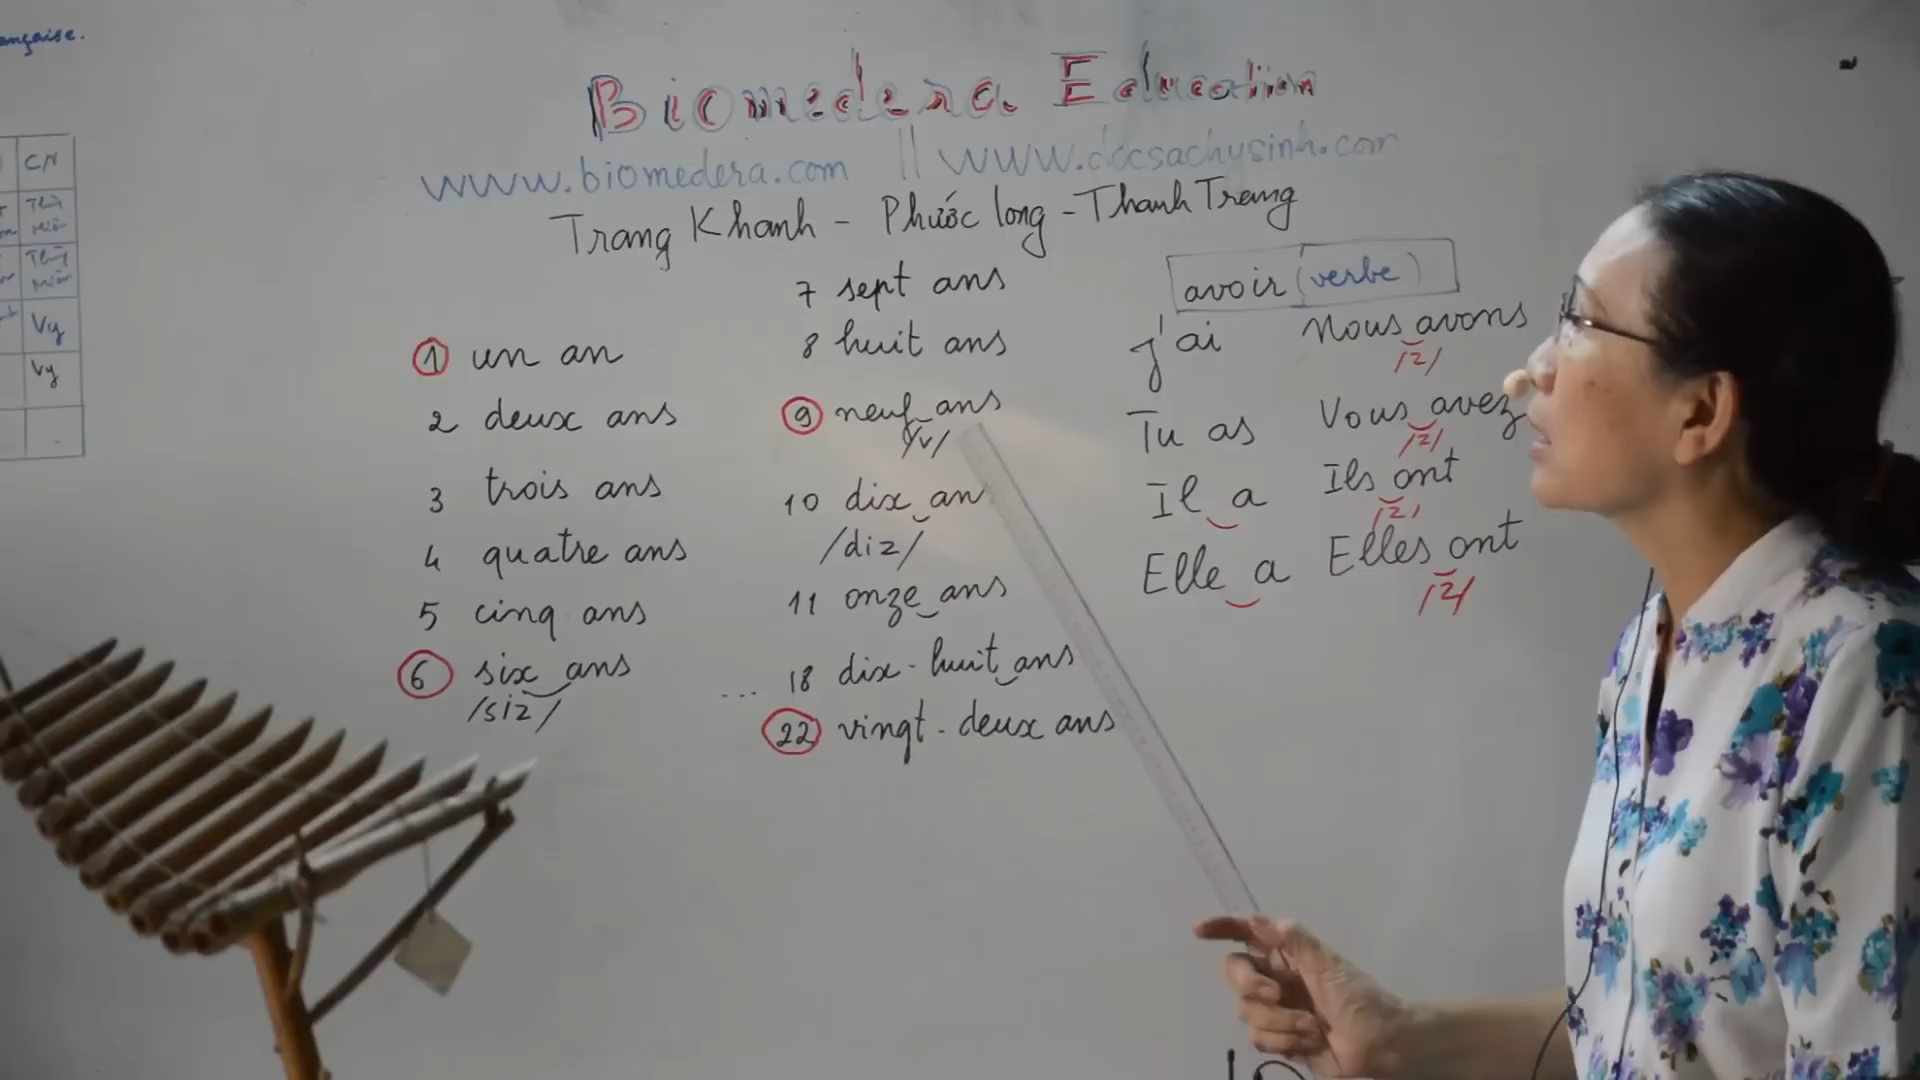 ançaise.
CN
Vy
Vy
Biomedera Education
www.biomedera.com || www.docsachysinh.com
Trang Khanh - Phước long - Thanh Trang
1 un an
2 deux ans
3 trois ans
4 quatre ans
5 cinq ans
6 six ans
/siz/
7 sept ans
8 huit ans
9 neuf ans
/v/
10 dix an
/diz/
11 onze ans
... 18 dix-huit ans
22 vingt-deux ans
avoir (verbe)
j'ai Nous avons
/z/
Tu as Vous avez
/z/
Il a Ils ont
/z/
Elle a Elles ont
/z/